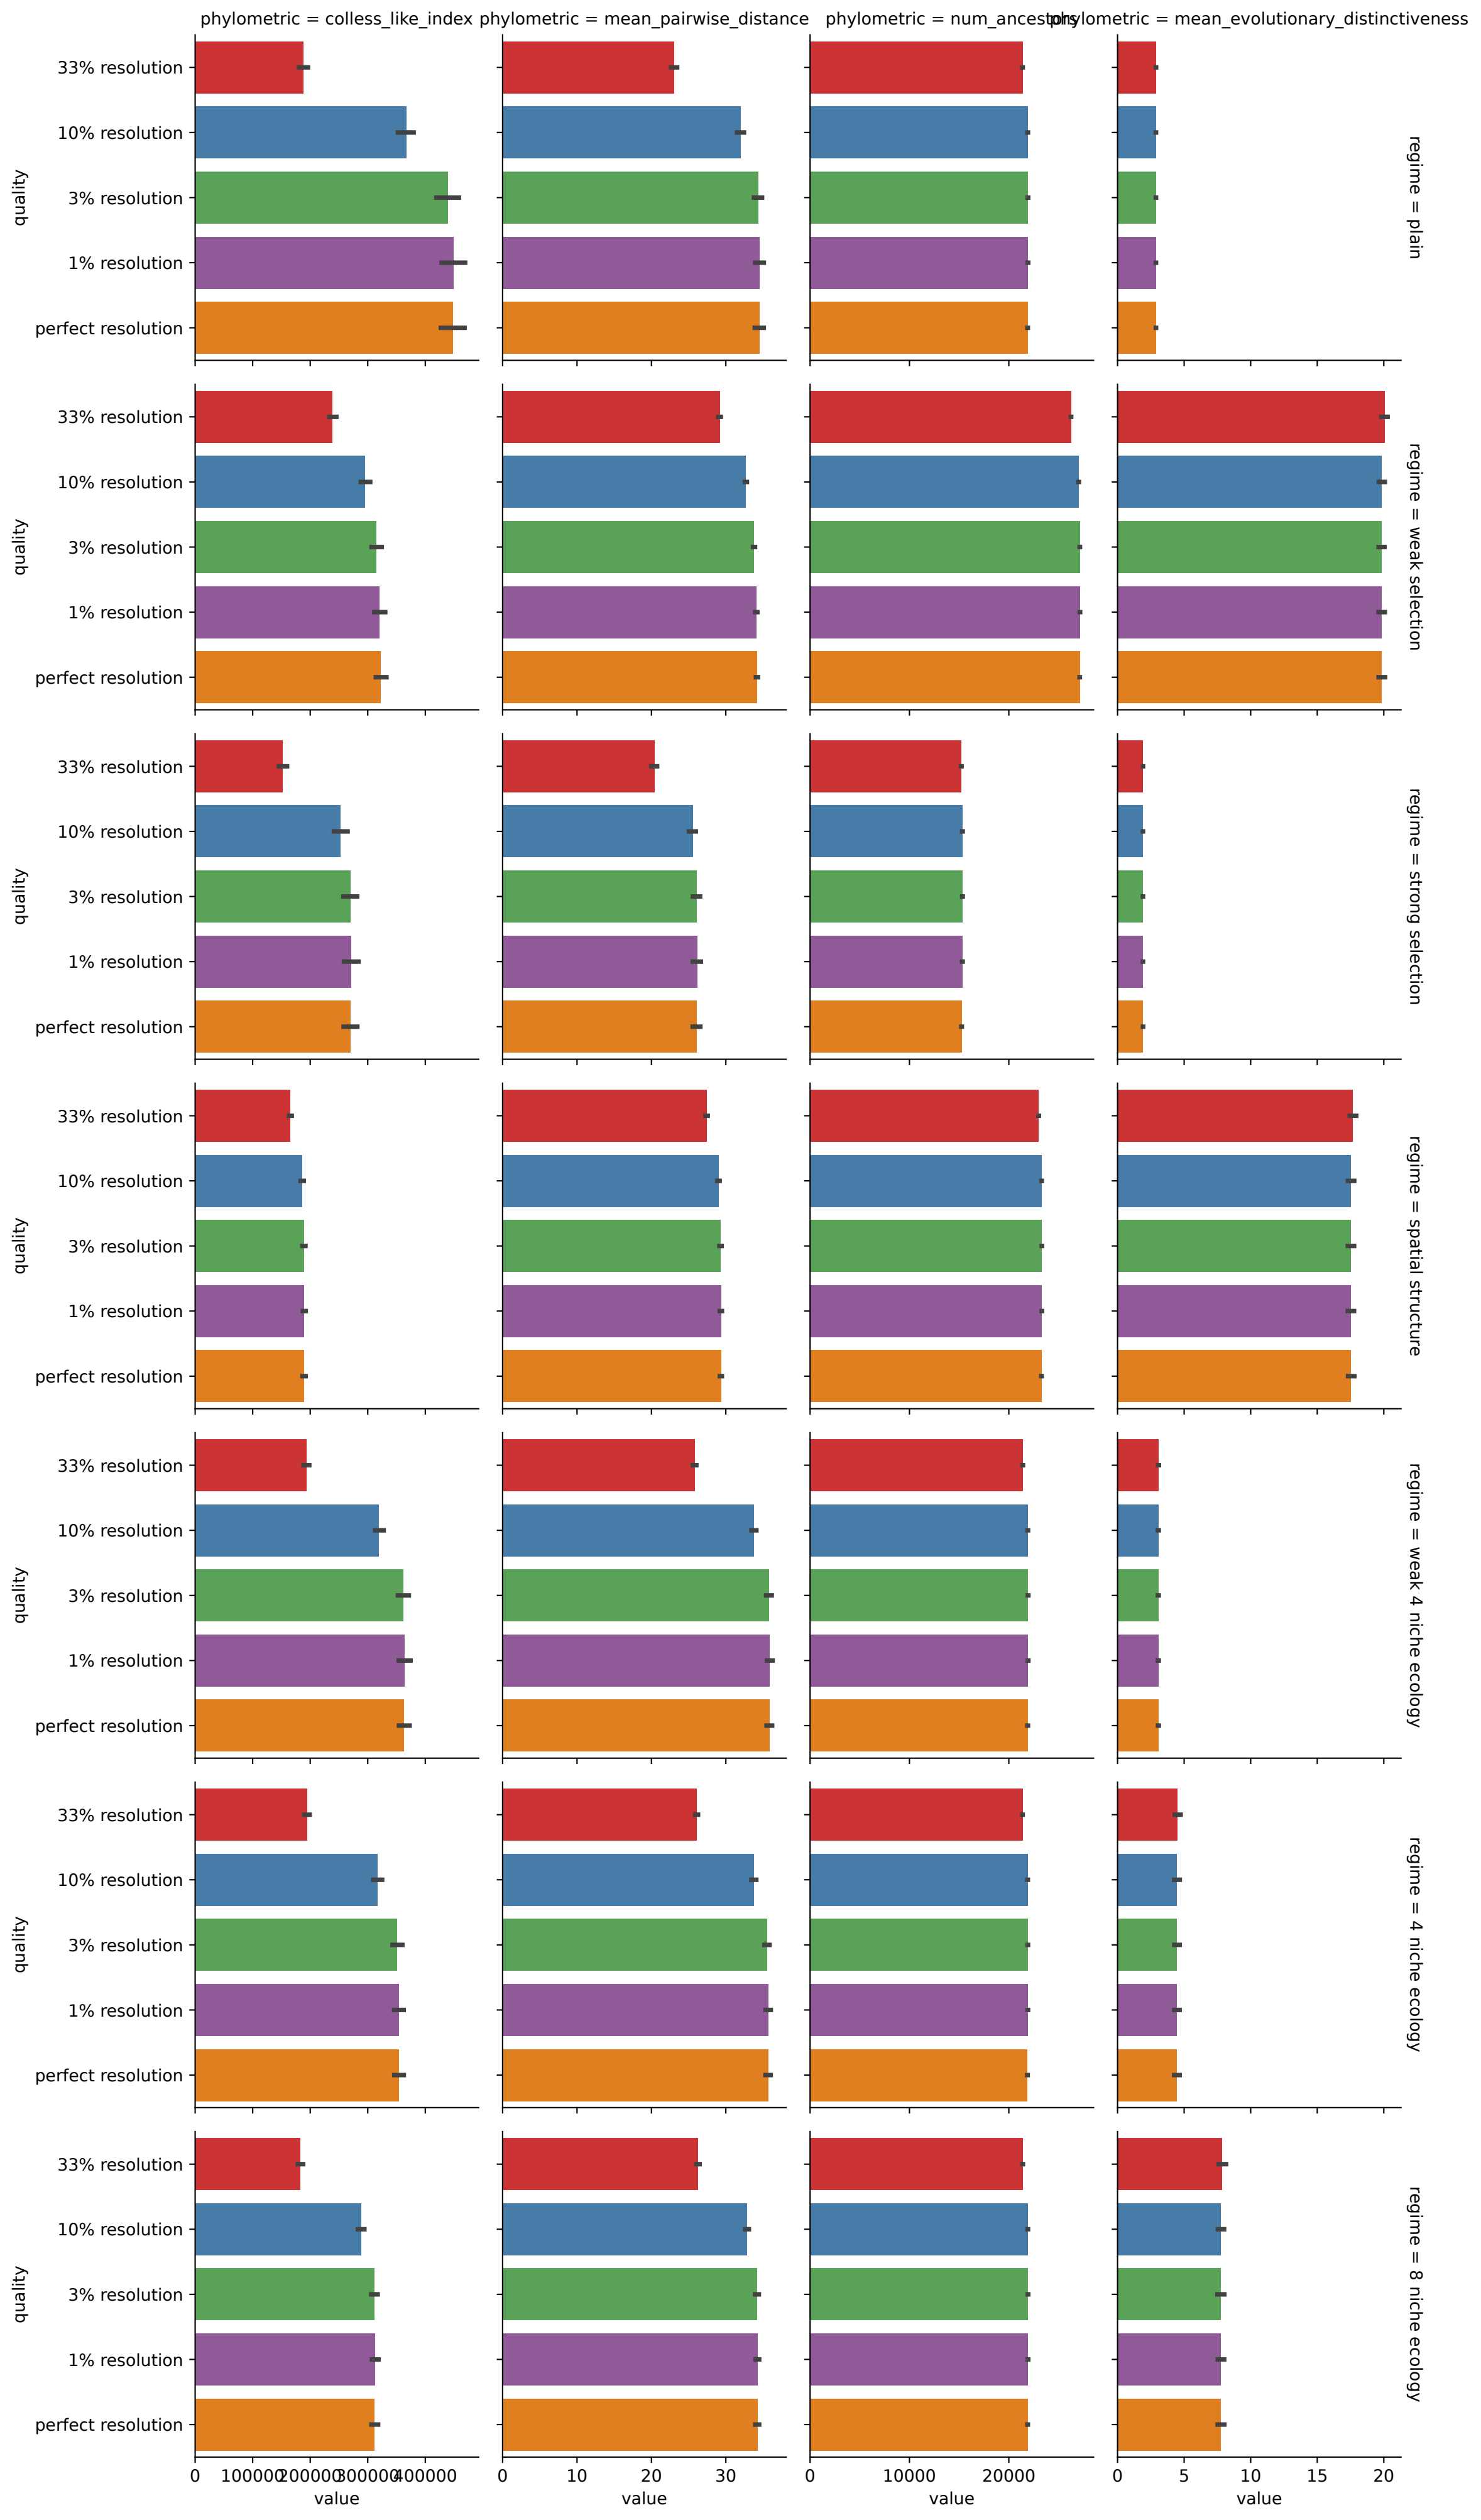 phylometric = colless_like_index
phylometric = mean_pairwise_distance
phylometric = num_ancestors
phylometric = mean_evolutionary_distinctiveness
33% resolution
10% resolution
3% resolution
1% resolution
perfect resolution
quality
regime = plain
33% resolution
10% resolution
3% resolution
1% resolution
perfect resolution
quality
regime = weak selection
33% resolution
10% resolution
3% resolution
1% resolution
perfect resolution
quality
regime = strong selection
33% resolution
10% resolution
3% resolution
1% resolution
perfect resolution
quality
regime = spatial structure
33% resolution
10% resolution
3% resolution
1% resolution
perfect resolution
quality
regime = weak 4 niche ecology
33% resolution
10% resolution
3% resolution
1% resolution
perfect resolution
quality
regime = 4 niche ecology
33% resolution
10% resolution
3% resolution
1% resolution
perfect resolution
quality
regime = 8 niche ecology
0 100000 200000 300000 400000
0 10 20 30
0 10000 20000
0 5 10 15 20
value
value
value
value